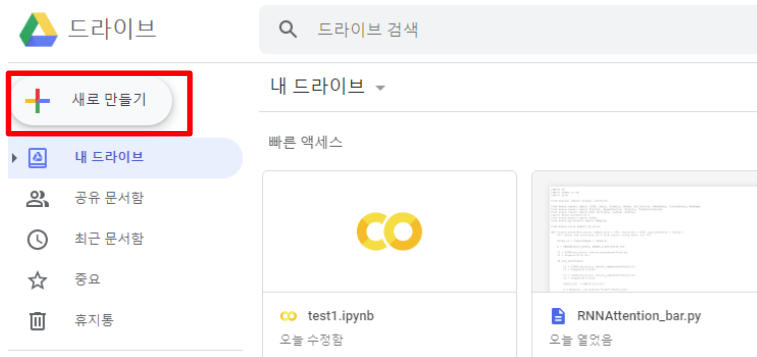 드라이브
드라이브 검색
새로 만들기
내 드라이브
빠른 액세스
내 드라이브
공유 문서함
최근 문서함
중요
휴지통
test1.ipynb
오늘 수정함
RNNAttention_bar.py
오늘 열었음